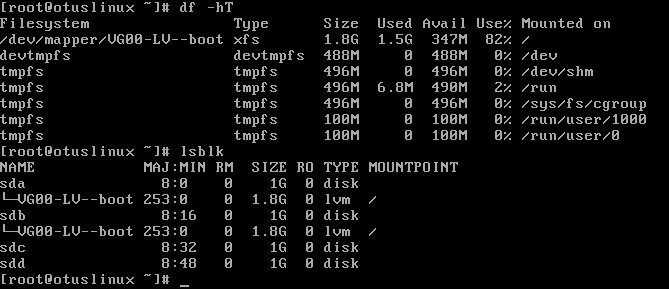 [root@otuslinux ~]# df -hT
Filesystem                Type      Size  Used Avail Use% Mounted on
/dev/mapper/VG00-LV--boot xfs       1.8G  1.5G  347M  82% /
devtmpfs                  devtmpfs  488M     0  488M   0% /dev
tmpfs                     tmpfs     496M     0  496M   0% /dev/shm
tmpfs                     tmpfs     496M  6.8M  490M   2% /run
tmpfs                     tmpfs     496M     0  496M   0% /sys/fs/cgroup
tmpfs                     tmpfs     100M     0  100M   0% /run/user/1000
tmpfs                     tmpfs     100M     0  100M   0% /run/user/0
[root@otuslinux ~]# lsblk
NAME            MAJ:MIN RM  SIZE RO TYPE MOUNTPOINT
sda               8:0    0    1G  0 disk
└─VG00-LV--boot 253:0    0  1.8G  0 lvm  /
sdb               8:16   0    1G  0 disk
└─VG00-LV--boot 253:0    0  1.8G  0 lvm  /
sdc               8:32   0    1G  0 disk
sdd               8:48   0    1G  0 disk
[root@otuslinux ~]# _